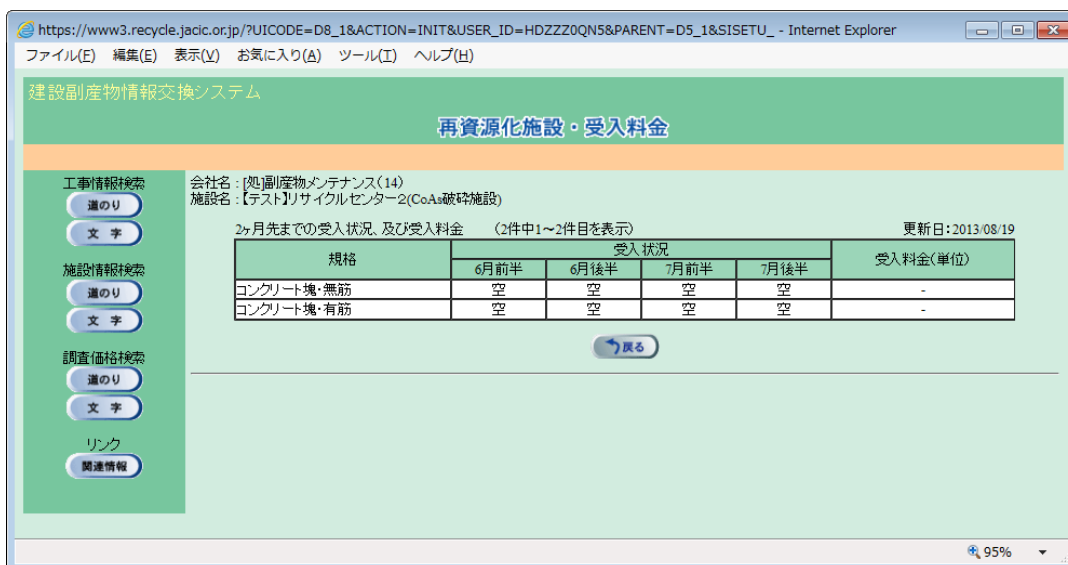 https://www3.recycle.jacic.or.jp/?UICODE=D8_1&ACTION=INIT&USER_ID=HDZZZ0QN5&PARENT=D5_1&SISETU_ - Internet Explorer
ファイル(F) 編集(E) 表示(V) お気に入り(A) ツール(T) ヘルプ(H)
建設副産物情報交換システム
再資源化施設・受入料金
工事情報検索
道のり
文字
施設情報検索
道のり
文字
調査価格検索
道のり
文字
リンク
関連情報
会社名:[処]副産物メンテナンス(14)
施設名:【テスト】リサイクルセンター2(CoAs破砕施設)
2ヶ月先までの受入状況、及び受入料金 (2件中1~2件目を表示) 更新日:2013/08/19
規格 受入状況 受入料金(単位)
6月前半 6月後半 7月前半 7月後半
コンクリート塊・無筋 空 空 空 空 -
コンクリート塊・有筋 空 空 空 空 -
戻る
95%